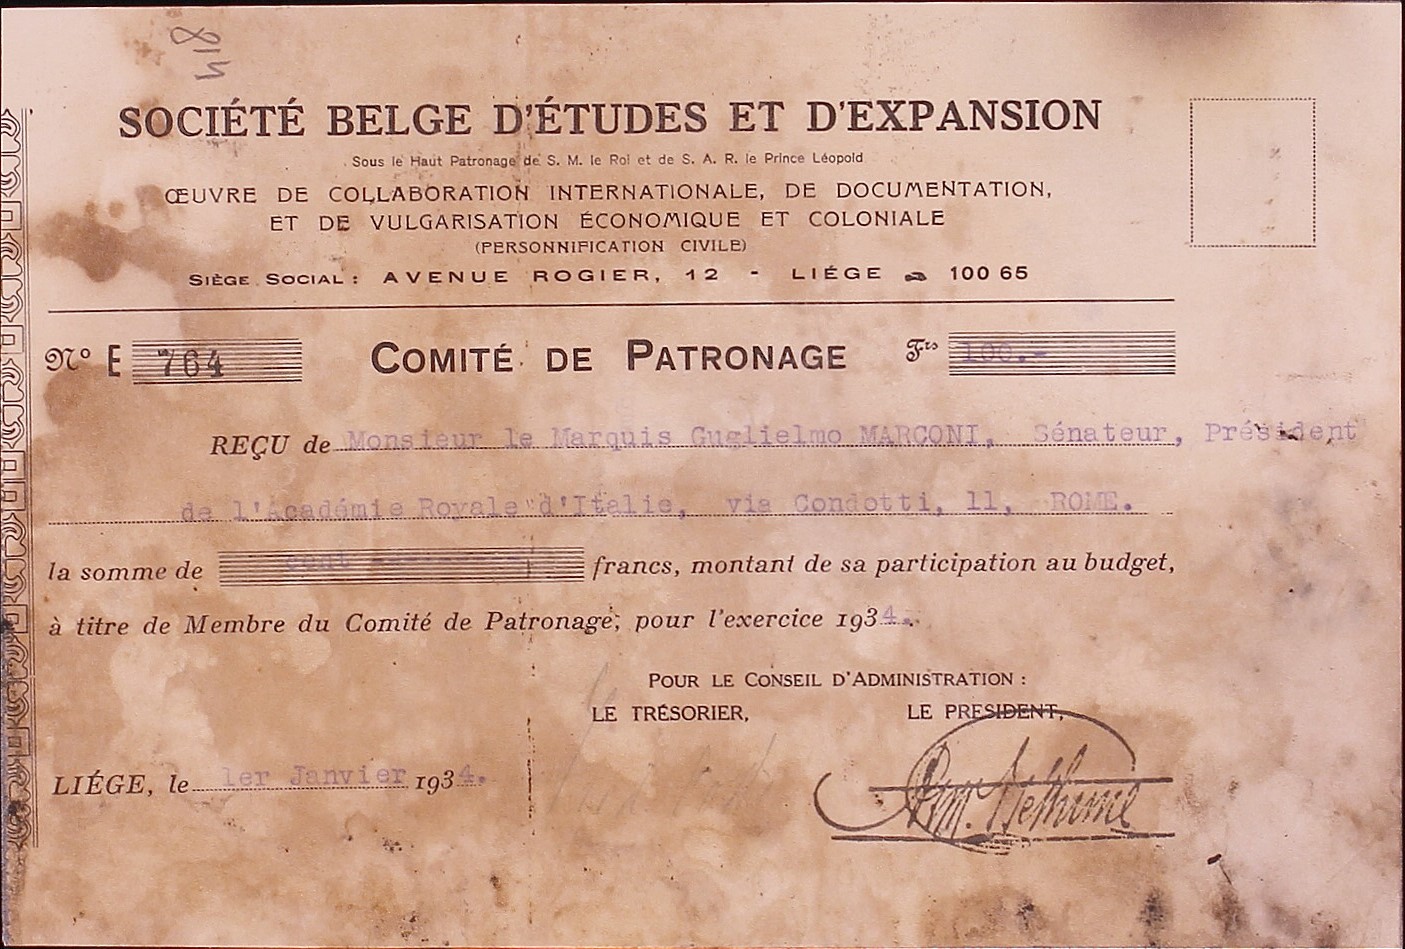 418
SOCIÉTÉ BELGE D'ÉTUDES ET D'EXPANSION
Sous le Haut Patronage de S. M. le Roi et de S. A. R. le Prince Léopold
ŒUVRE DE COLLABORATION INTERNATIONALE, DE DOCUMENTATION,
ET DE VULGARISATION ÉCONOMIQUE ET COLONIALE
(PERSONNIFICATION CIVILE)
SIÈGE SOCIAL : AVENUE ROGIER, 12 - LIÉGE 100 65
No E 764 COMITÉ DE PATRONAGE Frs 100.-
REÇU de Monsieur le Marquis Guglielmo MARCONI, Sénateur, Président
de l'Académie Royale d'Italie, via Condotti, 11, ROME.
la somme de cent francs, montant de sa participation au budget,
à titre de Membre du Comité de Patronage, pour l'exercice 1934.
POUR LE CONSEIL D'ADMINISTRATION :
LE TRÉSORIER, LE PRESIDENT,
LIÉGE, le 1er Janvier 1934.